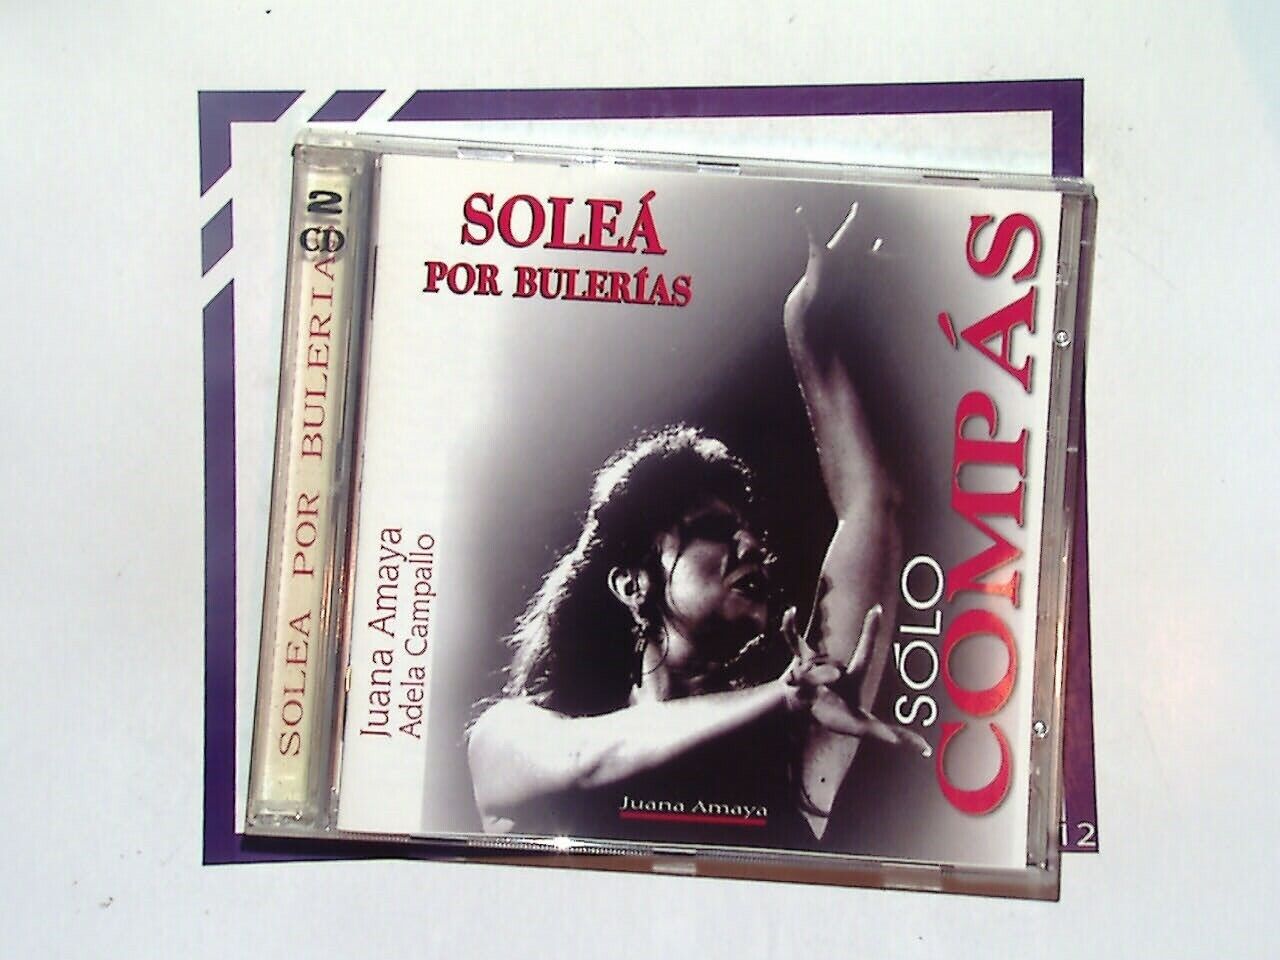 2
CD
SOLEA POR BULERIAS
SOLEÁ
POR BULERÍAS
Juana Amaya
Adela Campallo
SÓLO
COMPÁS
Juana Amaya
12